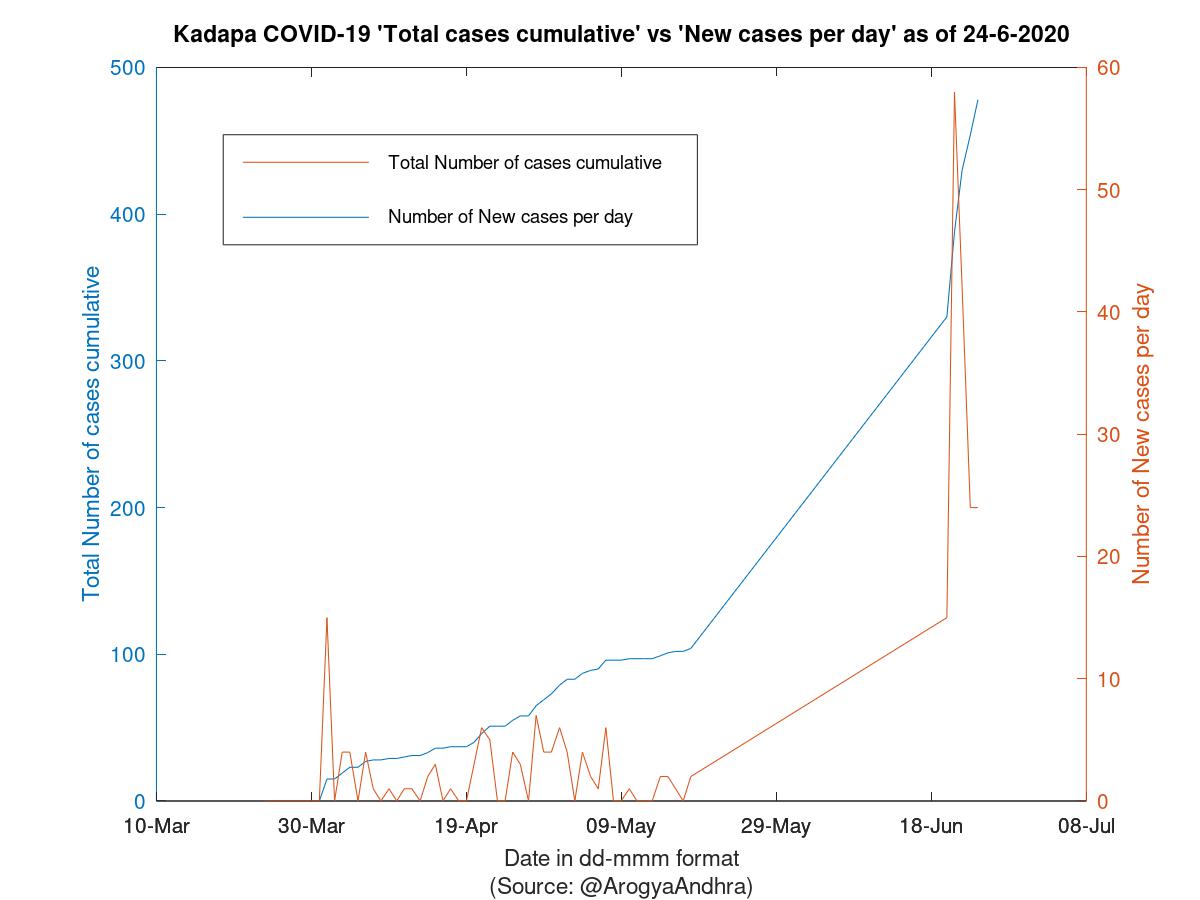 Kadapa COVID-19 'Total cases cumulative' vs 'New cases per day' as of 24-6-2020
500
400
300
200
100
0
Total Number of cases cumulative
Total Number of cases cumulative
Number of New cases per day
60
50
40
30
20
10
0
Number of New cases per day
10-Mar 30-Mar 19-Apr 09-May 29-May 18-Jun 08-Jul
Date in dd-mmm format
(Source: @ArogyaAndhra)